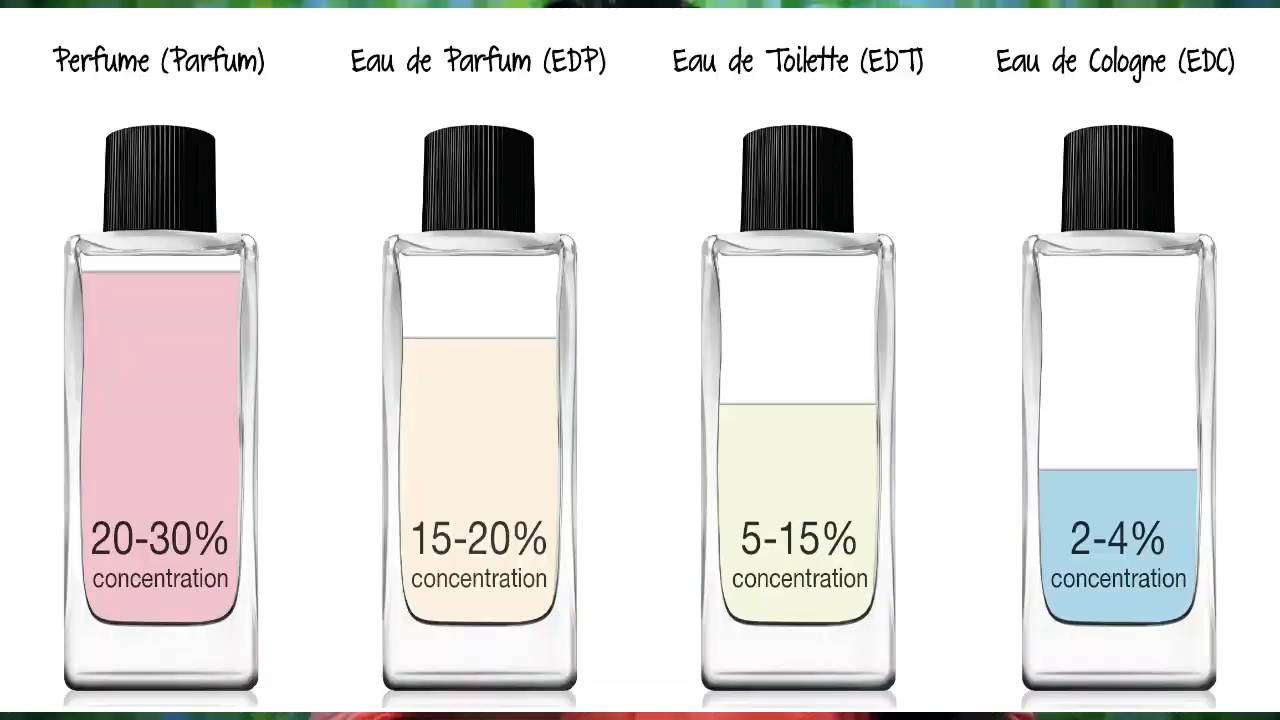 Perfume (Parfum)
Eau de Parfum (EDP)
Eau de Toilette (EDT)
Eau de Cologne (EDC)
20-30%
concentration
15-20%
concentration
5-15%
concentration
2-4%
concentration